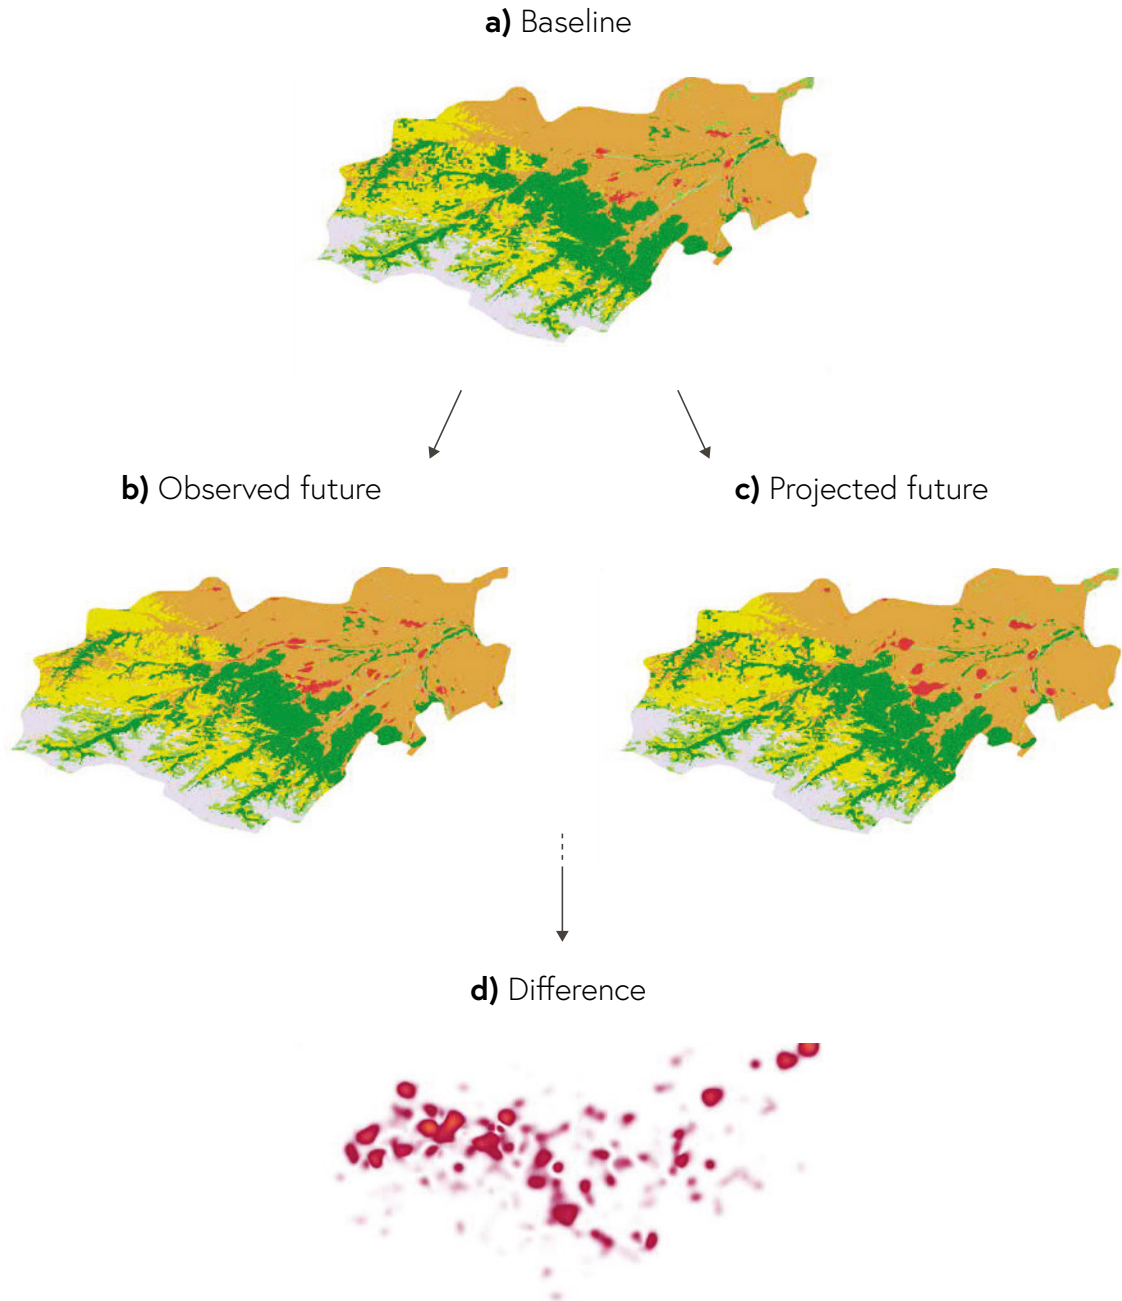 a) Baseline
b) Observed future
c) Projected future
d) Difference